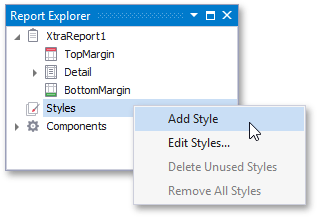 Report Explorer
XtraReport1
TopMargin
Detail
BottomMargin
Styles
Components
Add Style
Edit Styles...
Delete Unused Styles
Remove All Styles